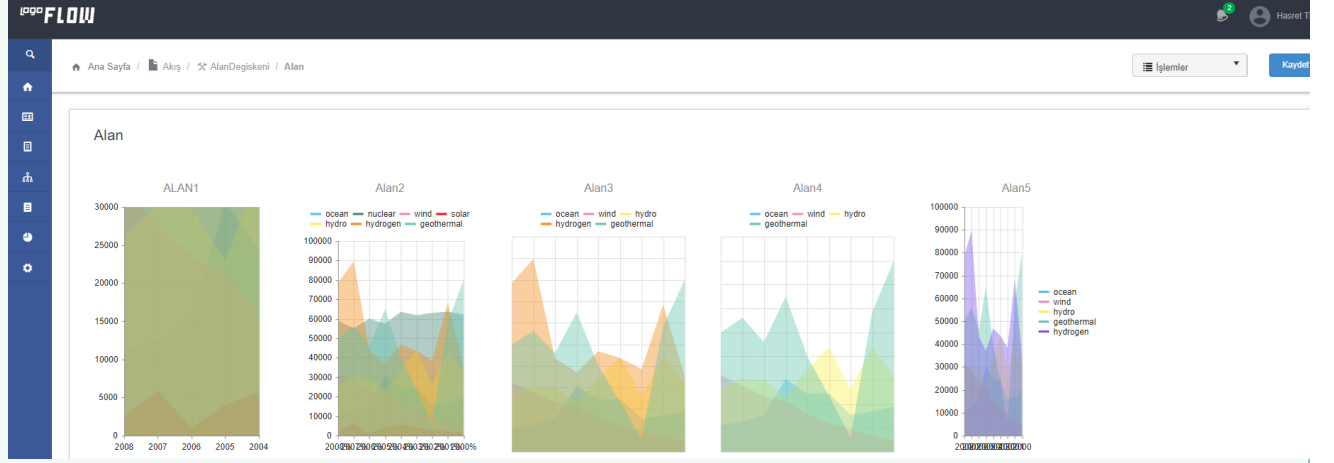 LOGO FLOW
2
Hasret T
Ana Sayfa / Akış / AlanDegiskeni / Alan
İşlemler
Kaydet
Alan
ALAN1
30000
25000
20000
15000
10000
5000
0
2008 2007 2006 2005 2004
Alan2
ocean nuclear wind solar
hydro hydrogen geothermal
100000
90000
80000
70000
60000
50000
40000
30000
20000
10000
0
Alan3
ocean wind hydro
hydrogen geothermal
Alan4
ocean wind hydro
geothermal
Alan5
100000
90000
80000
70000
60000
50000
40000
30000
20000
10000
0
ocean
wind
hydro
geothermal
hydrogen